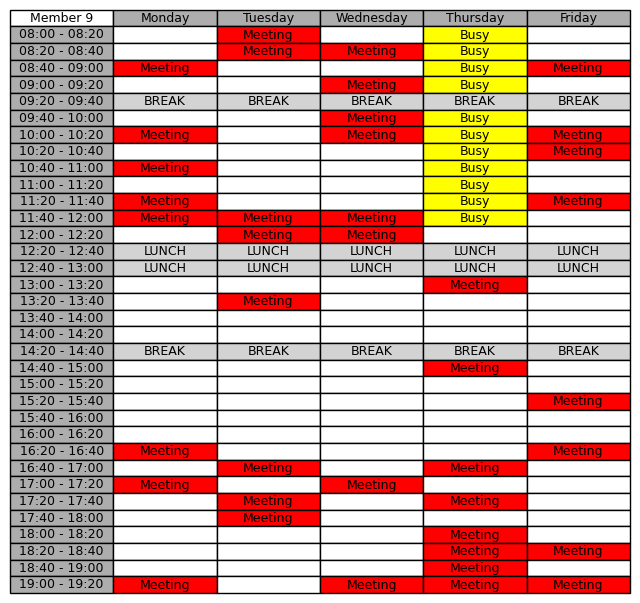 Member 9 Monday Tuesday Wednesday Thursday Friday
08:00 - 08:20 Meeting Busy
08:20 - 08:40 Meeting Meeting Busy
08:40 - 09:00 Meeting Busy Meeting
09:00 - 09:20 Meeting Busy
09:20 - 09:40 BREAK BREAK BREAK BREAK BREAK
09:40 - 10:00 Meeting Busy
10:00 - 10:20 Meeting Meeting Busy Meeting
10:20 - 10:40 Busy Meeting
10:40 - 11:00 Meeting Busy
11:00 - 11:20 Busy
11:20 - 11:40 Meeting Busy Meeting
11:40 - 12:00 Meeting Meeting Meeting Busy
12:00 - 12:20 Meeting Meeting
12:20 - 12:40 LUNCH LUNCH LUNCH LUNCH LUNCH
12:40 - 13:00 LUNCH LUNCH LUNCH LUNCH LUNCH
13:00 - 13:20 Meeting
13:20 - 13:40 Meeting
13:40 - 14:00
14:00 - 14:20
14:20 - 14:40 BREAK BREAK BREAK BREAK BREAK
14:40 - 15:00 Meeting
15:00 - 15:20
15:20 - 15:40 Meeting
15:40 - 16:00
16:00 - 16:20
16:20 - 16:40 Meeting Meeting
16:40 - 17:00 Meeting Meeting
17:00 - 17:20 Meeting Meeting
17:20 - 17:40 Meeting Meeting
17:40 - 18:00 Meeting
18:00 - 18:20 Meeting
18:20 - 18:40 Meeting Meeting
18:40 - 19:00 Meeting
19:00 - 19:20 Meeting Meeting Meeting Meeting